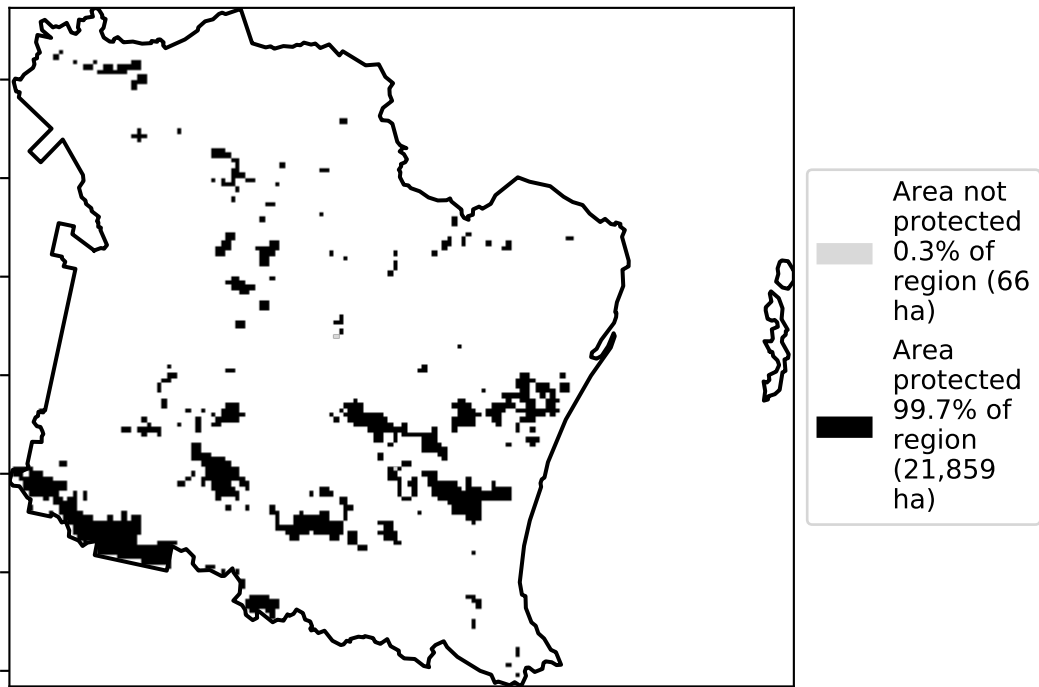 Area not
protected
0.3% of
region (66
ha)
Area
protected
99.7% of
region
(21,859
ha)